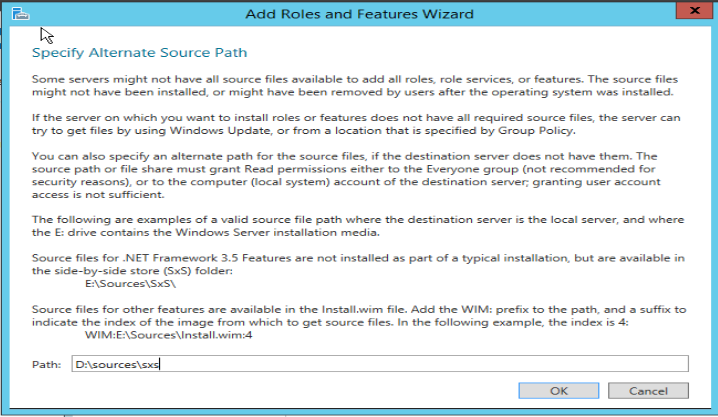 Add Roles and Features Wizard
x
Specify Alternate Source Path
Some servers might not have all source files available to add all roles, role services, or features. The source files
might not have been installed, or might have been removed by users after the operating system was installed.
If the server on which you want to install roles or features does not have all required source files, the server can
try to get files by using Windows Update, or from a location that is specified by Group Policy.
You can also specify an alternate path for the source files, if the destination server does not have them. The
source path or file share must grant Read permissions either to the Everyone group (not recommended for
security reasons), or to the computer (local system) account of the destination server; granting user account
access is not sufficient.
The following are examples of a valid source file path where the destination server is the local server, and where
the E: drive contains the Windows Server installation media.
Source files for .NET Framework 3.5 Features are not installed as part of a typical installation, but are available in
the side-by-side store (SxS) folder:
E:\Sources\SxS\
Source files for other features are available in the Install.wim file. Add the WIM: prefix to the path, and a suffix to
indicate the index of the image from which to get source files. In the following example, the index is 4:
WIM:E:\Sources\Install.wim:4
Path: D:\sources\sxs
OK Cancel